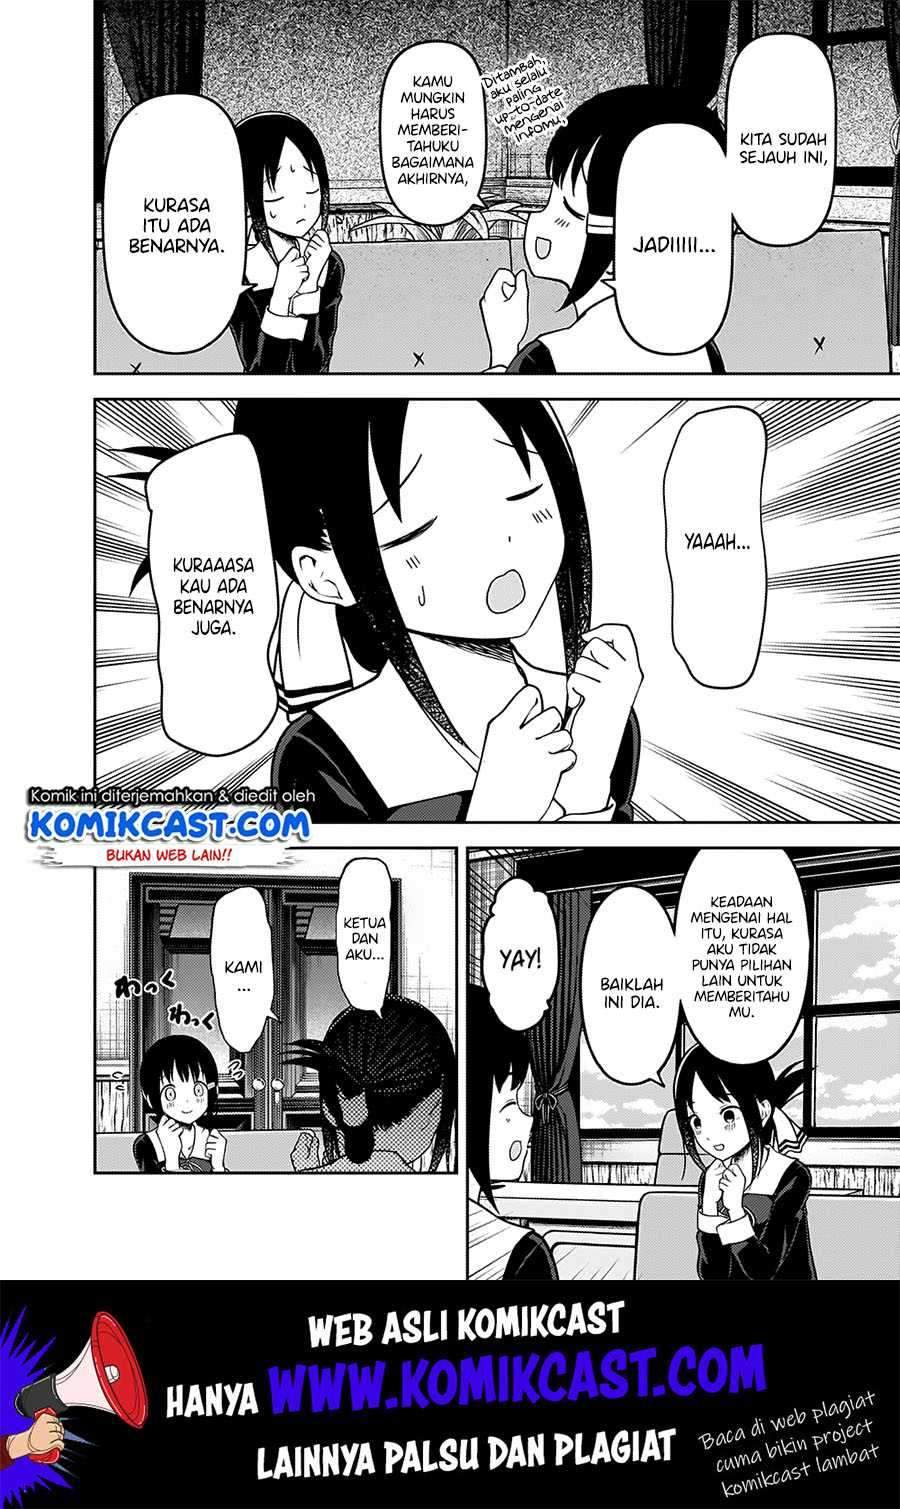 KITA SUDAH
SEJAUH INI,
JADIIIII...
Ditambah,
aku selalu
paling
up-to-date
mengenai
infomu,
KAMU
MUNGKIN
HARUS
MEMBERI-
TAHUKU
BAGAIMANA
AKHIRNYA,
KURASA
ITU ADA
BENARNYA.
YAAAH...
KURAAASA
KAU ADA
BENARNYA
JUGA.
Komik ini diterjemahkan & diedit oleh
KOMIKCAST.COM
BUKAN WEB LAIN!!
KEADAAN
MENGENAI HAL
ITU, KURASA
AKU TIDAK
PUNYA PILIHAN
LAIN UNTUK
MEMBERITAHU
MU.
BAIKLAH
INI DIA.
YAY!
KETUA
DAN
AKU...
KAMI
...
わっく
わっく
WEB ASLI KOMIKCAST
HANYA WWW.KOMIKCAST.COM
LAINNYA PALSU DAN PLAGIAT
Baca di web plagiat
cuma bikin project
komikcast lambat